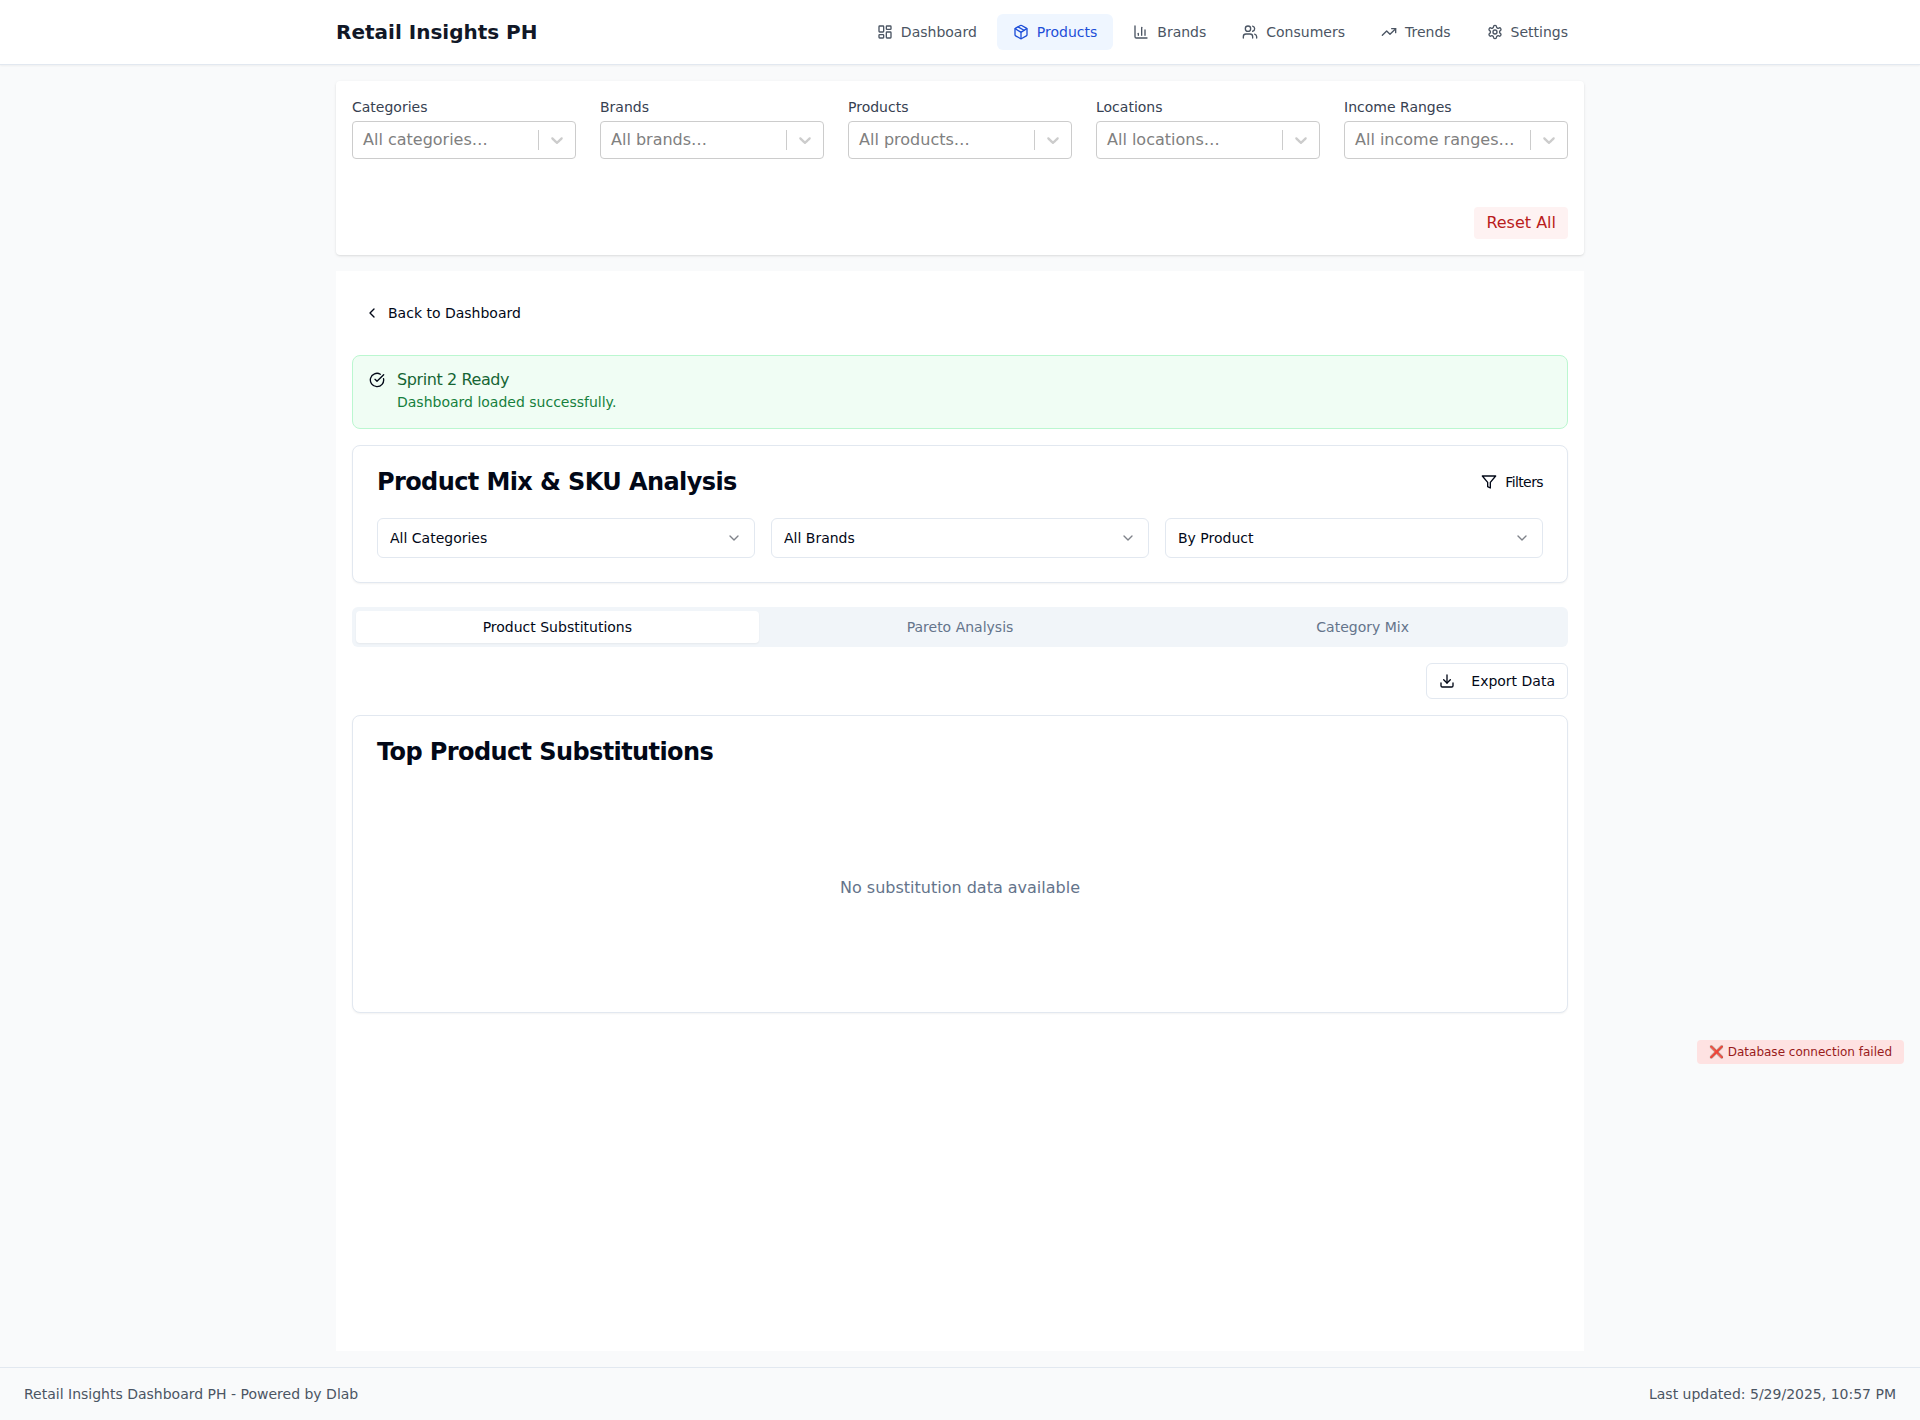 Retail Insights PH
Dashboard
Products
Brands
Consumers
Trends
Settings
Categories
Brands
Products
Locations
Income Ranges
All categories...
All brands...
All products...
All locations...
All income ranges...
Reset All
Back to Dashboard
Sprint 2 Ready
Dashboard loaded successfully.
Product Mix & SKU Analysis
Filters
All Categories
All Brands
By Product
Product Substitutions
Pareto Analysis
Category Mix
Export Data
Top Product Substitutions
No substitution data available
❌ Database connection failed
Retail Insights Dashboard PH - Powered by Dlab
Last updated: 5/29/2025, 10:57 PM